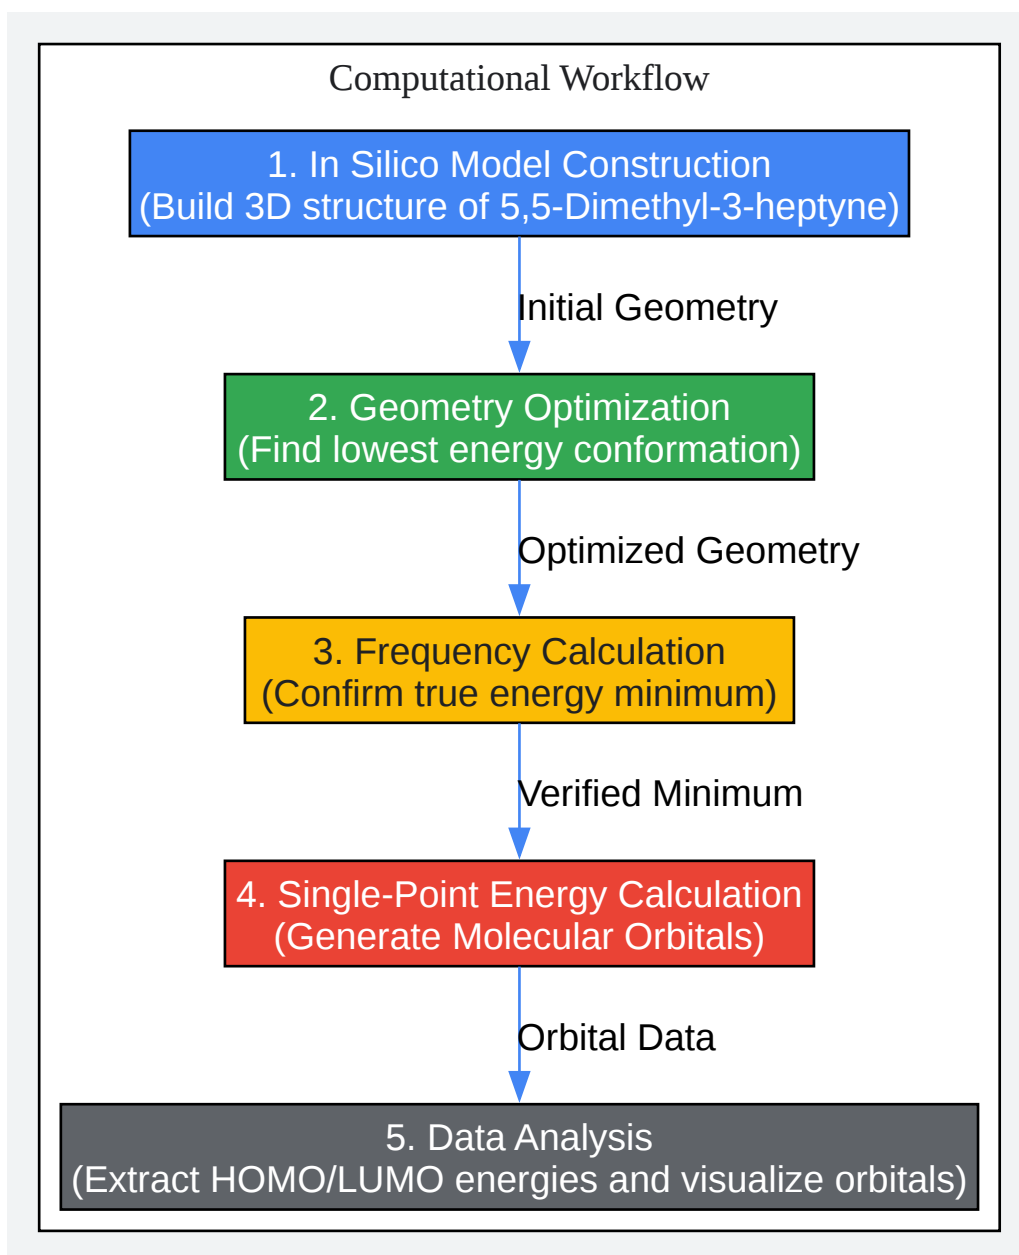 Computational Workflow
1. In Silico Model Construction
(Build 3D structure of 5,5-Dimethyl-3-heptyne)
Initial Geometry
2. Geometry Optimization
(Find lowest energy conformation)
Optimized Geometry
3. Frequency Calculation
(Confirm true energy minimum)
Verified Minimum
4. Single-Point Energy Calculation
(Generate Molecular Orbitals)
Orbital Data
5. Data Analysis
(Extract HOMO/LUMO energies and visualize orbitals)